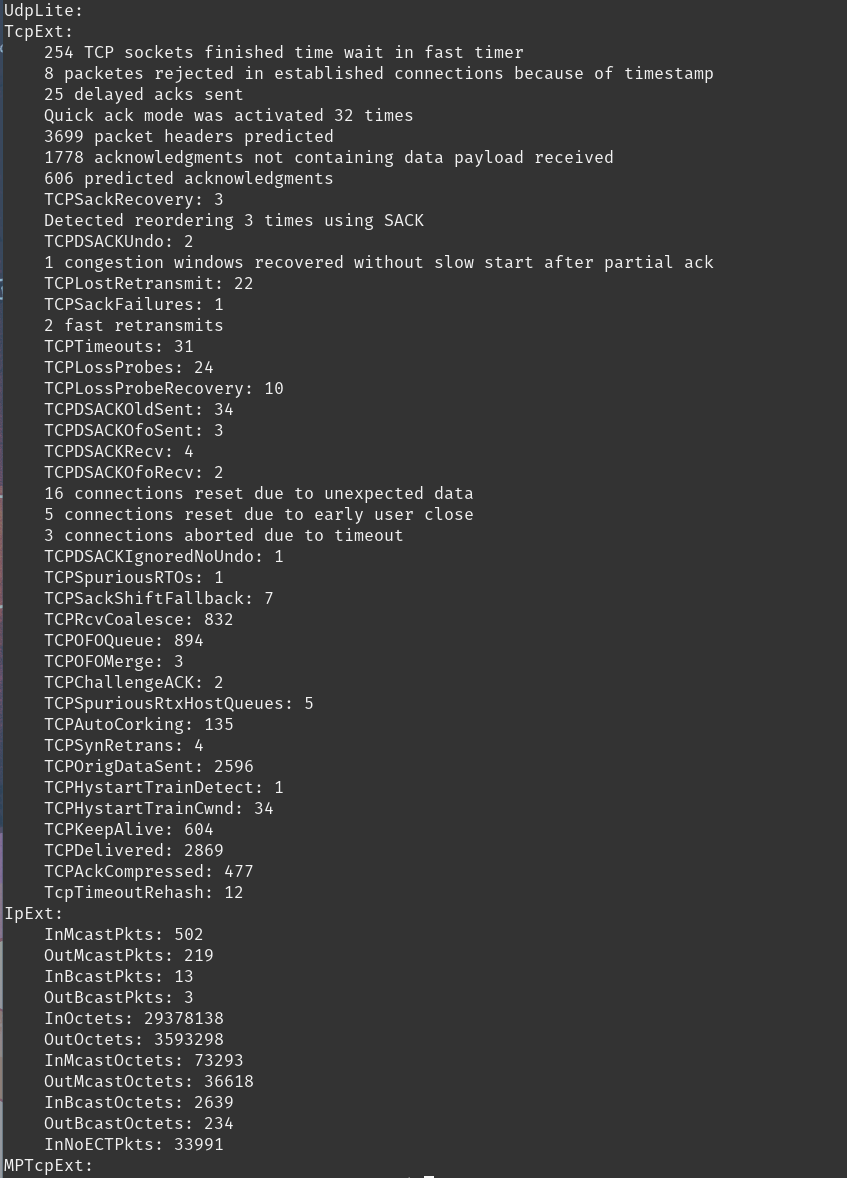 UdpLite:
TcpExt:
254 TCP sockets finished time wait in fast timer
8 packetes rejected in established connections because of timestamp
25 delayed acks sent
Quick ack mode was activated 32 times
3699 packet headers predicted
1778 acknowledgments not containing data payload received
606 predicted acknowledgments
TCPSackRecovery: 3
Detected reordering 3 times using SACK
TCPDSACKUndo: 2
1 congestion windows recovered without slow start after partial ack
TCPLostRetransmit: 22
TCPSackFailures: 1
2 fast retransmits
TCPTimeouts: 31
TCPLossProbes: 24
TCPLossProbeRecovery: 10
TCPDSACKOldSent: 34
TCPDSACKOfoSent: 3
TCPDSACKRecv: 4
TCPDSACKOfoRecv: 2
16 connections reset due to unexpected data
5 connections reset due to early user close
3 connections aborted due to timeout
TCPDSACKIgnoredNoUndo: 1
TCPSpuriousRTOs: 1
TCPSackShiftFallback: 7
TCPRcvCoalesce: 832
TCPOFOQueue: 894
TCPOFOMerge: 3
TCPChallengeACK: 2
TCPSpuriousRtxHostQueues: 5
TCPAutoCorking: 135
TCPSynRetrans: 4
TCPOrigDataSent: 2596
TCPHystartTrainDetect: 1
TCPHystartTrainCwnd: 34
TCPKeepAlive: 604
TCPDelivered: 2869
TCPAckCompressed: 477
TcpTimeoutRehash: 12
IpExt:
InMcastPkts: 502
OutMcastPkts: 219
InBcastPkts: 13
OutBcastPkts: 3
InOctets: 29378138
OutOctets: 3593298
InMcastOctets: 73293
OutMcastOctets: 36618
InBcastOctets: 2639
OutBcastOctets: 234
InNoECTPkts: 33991
MPTcpExt: